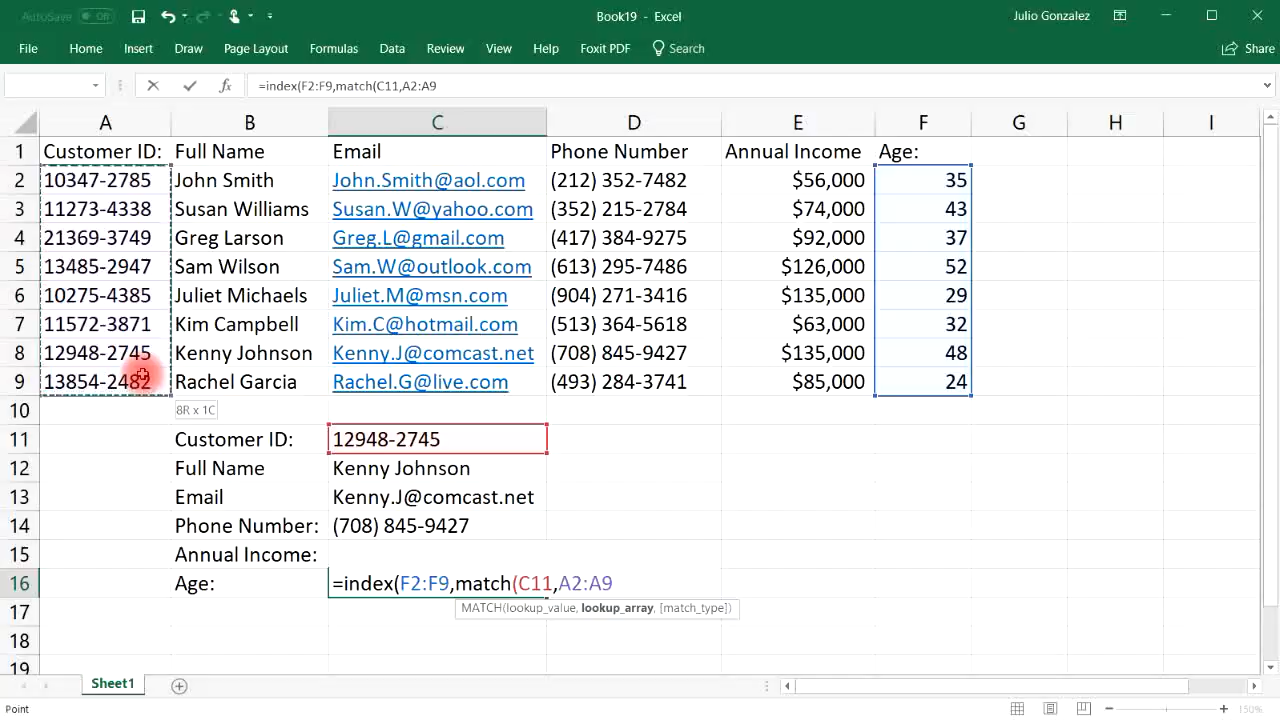 AutoSave Off Book19 - Excel Julio Gonzalez
File Home Insert Draw Page Layout Formulas Data Review View Help Foxit PDF Search Share
fx =index(F2:F9,match(C11,A2:A9
A B C D E F G H I
1 Customer ID: Full Name Email Phone Number Annual Income Age:
2 10347-2785 John Smith John.Smith@aol.com (212) 352-7482 $56,000 35
3 11273-4338 Susan Williams Susan.W@yahoo.com (352) 215-2784 $74,000 43
4 21369-3749 Greg Larson Greg.L@gmail.com (417) 384-9275 $92,000 37
5 13485-2947 Sam Wilson Sam.W@outlook.com (613) 295-7486 $126,000 52
6 10275-4385 Juliet Michaels Juliet.M@msn.com (904) 271-3416 $135,000 29
7 11572-3871 Kim Campbell Kim.C@hotmail.com (513) 364-5618 $63,000 32
8 12948-2745 Kenny Johnson Kenny.J@comcast.net (708) 845-9427 $135,000 48
9 13854-2482 Rachel Garcia Rachel.G@live.com (493) 284-3741 $85,000 24
10 8R x 1C
11 Customer ID: 12948-2745
12 Full Name Kenny Johnson
13 Email Kenny.J@comcast.net
14 Phone Number: (708) 845-9427
15 Annual Income:
16 Age: =index(F2:F9,match(C11,A2:A9
17 MATCH(lookup_value, lookup_array, [match_type])
18
19
Sheet1
Point 150%